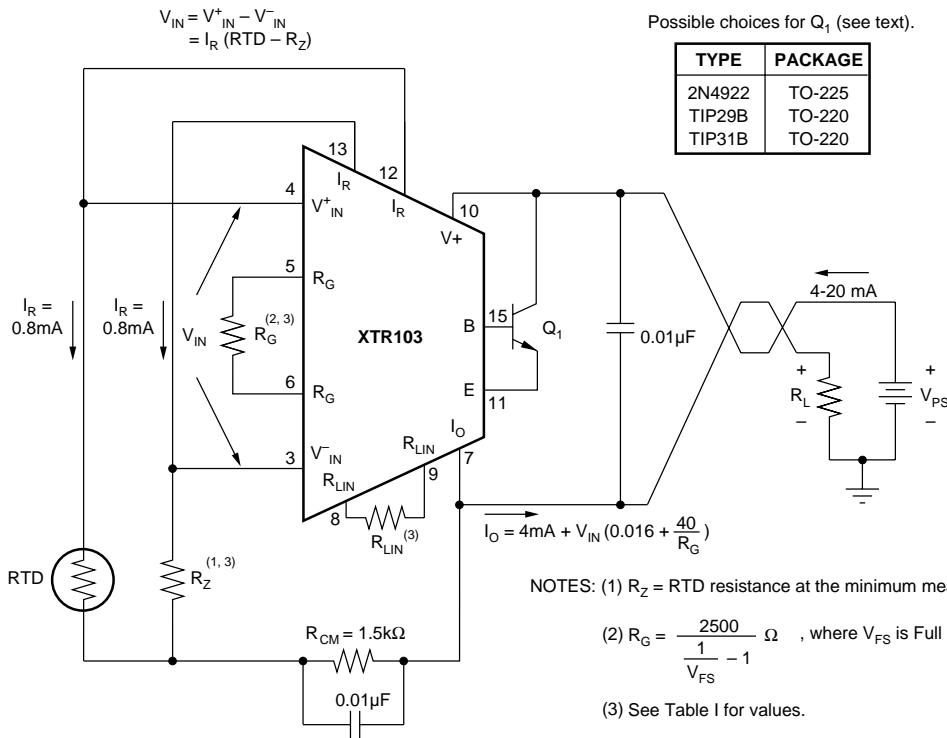 V_IN = V⁺_IN – V⁻_IN
= I_R (RTD – R_Z)
Possible choices for Q₁ (see text).
TYPE PACKAGE
2N4922 TO-225
TIP29B TO-220
TIP31B TO-220
13
I_R
12
I_R
4
V⁺_IN
10
V+
5
R_G
I_R =
0.8mA
I_R =
0.8mA
V_IN
R_G (2, 3)
XTR103
15
B
Q₁
0.01µF
4-20 mA
6
R_G
E
11
+
R_L
–
+
V_PS
–
I_O
7
3
V⁻_IN
R_LIN
9
R_LIN
8
R_LIN (3)
I_O = 4mA + V_IN (0.016 + 40/R_G)
RTD
R_Z (1, 3)
R_CM = 1.5kΩ
0.01µF
NOTES: (1) R_Z = RTD resistance at the minimum
(2) R_G = 2500 / (1/V_FS – 1) Ω , where V_FS is Full
(3) See Table I for values.